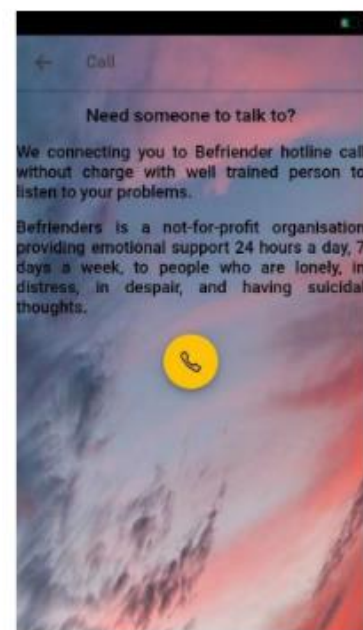 Call
Need someone to talk to?
We connecting you to Befriender hotline call
without charge with well trained person to
listen to your problems.
Befrienders is a not-for-profit organisation
providing emotional support 24 hours a day, 7
days a week, to people who are lonely, in
distress, in despair, and having suicidal
thoughts.